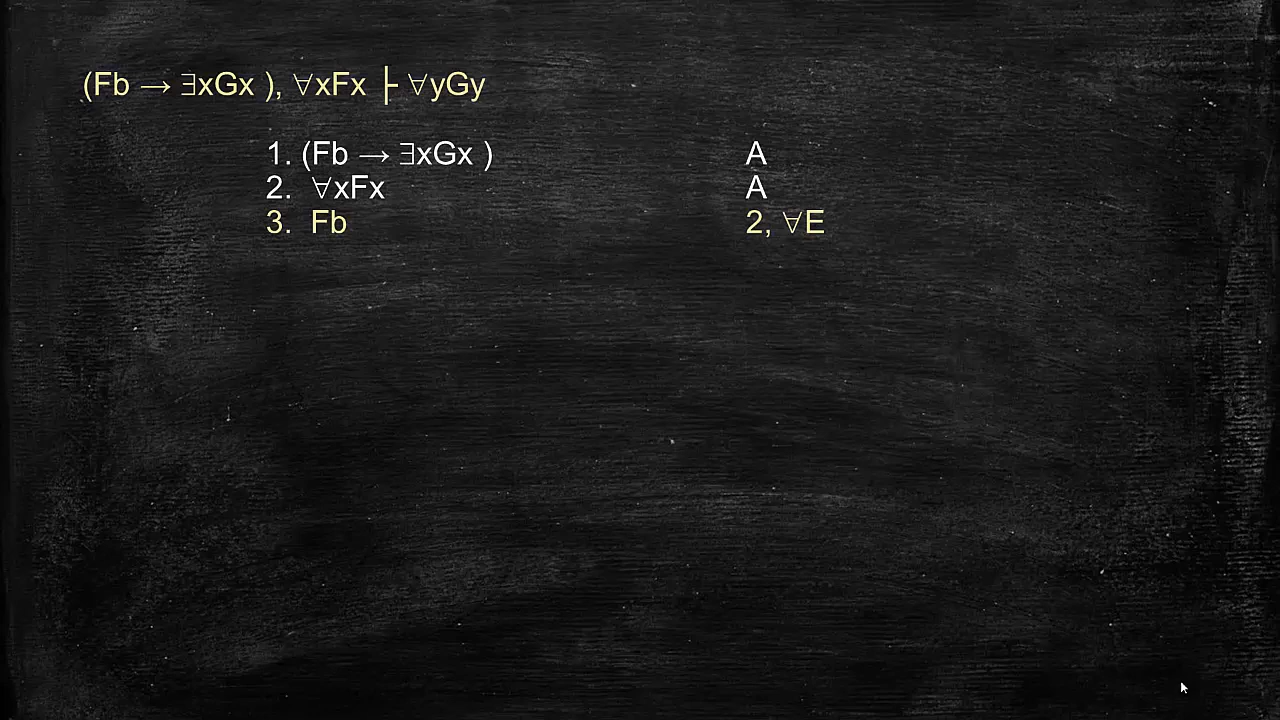 (Fb → ∃xGx ), ∀xFx ├ ∀yGy
1. (Fb → ∃xGx ) A
2. ∀xFx A
3. Fb 2, ∀E